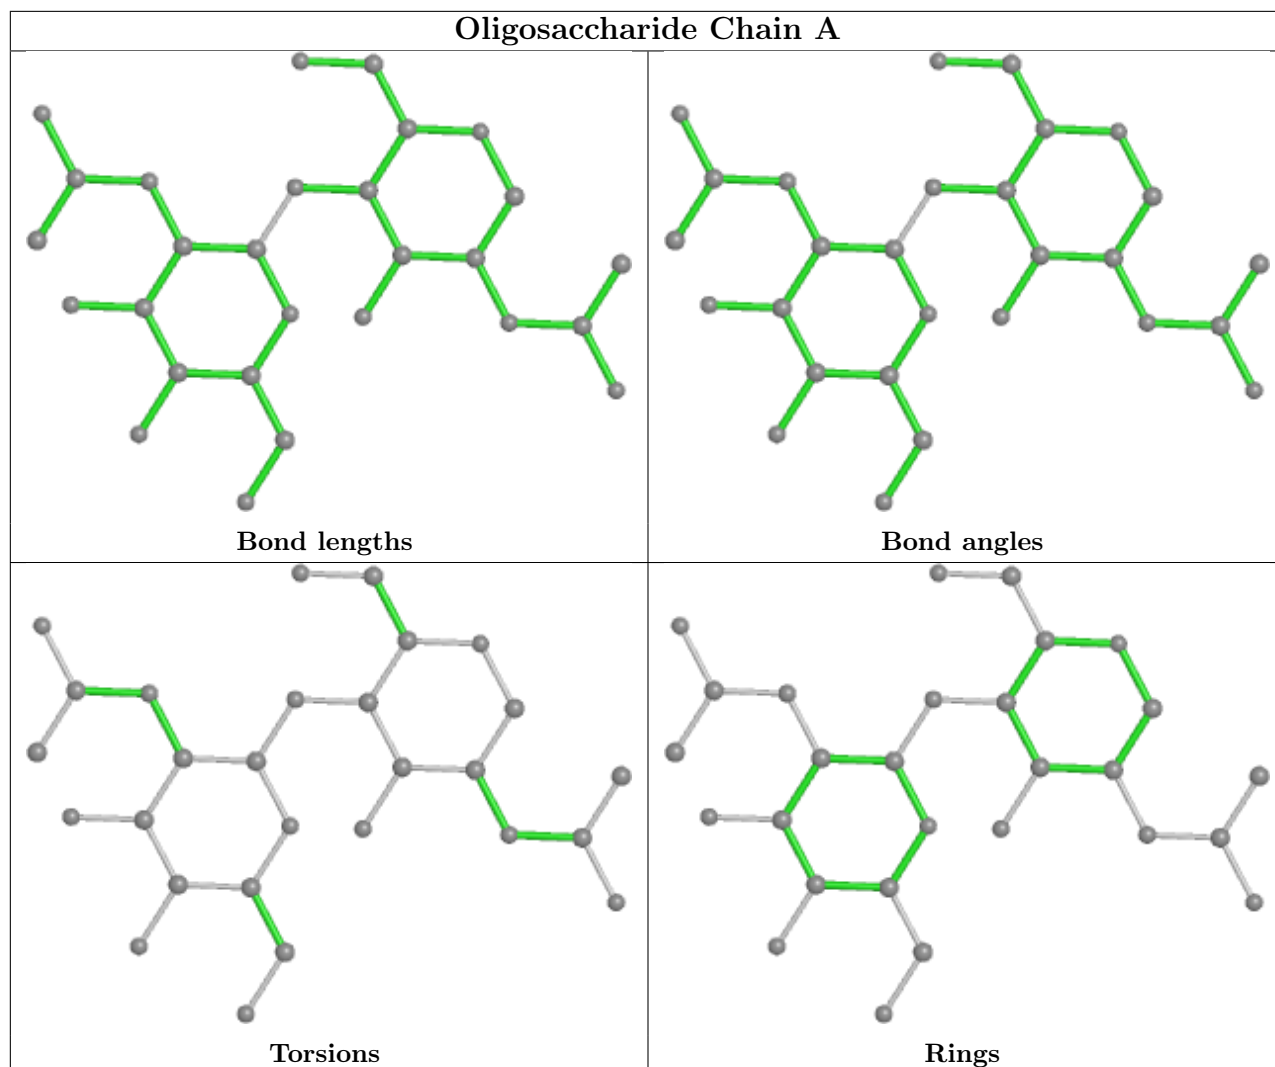 Oligosaccharide Chain A
Bond lengths
Bond angles
Torsions
Rings